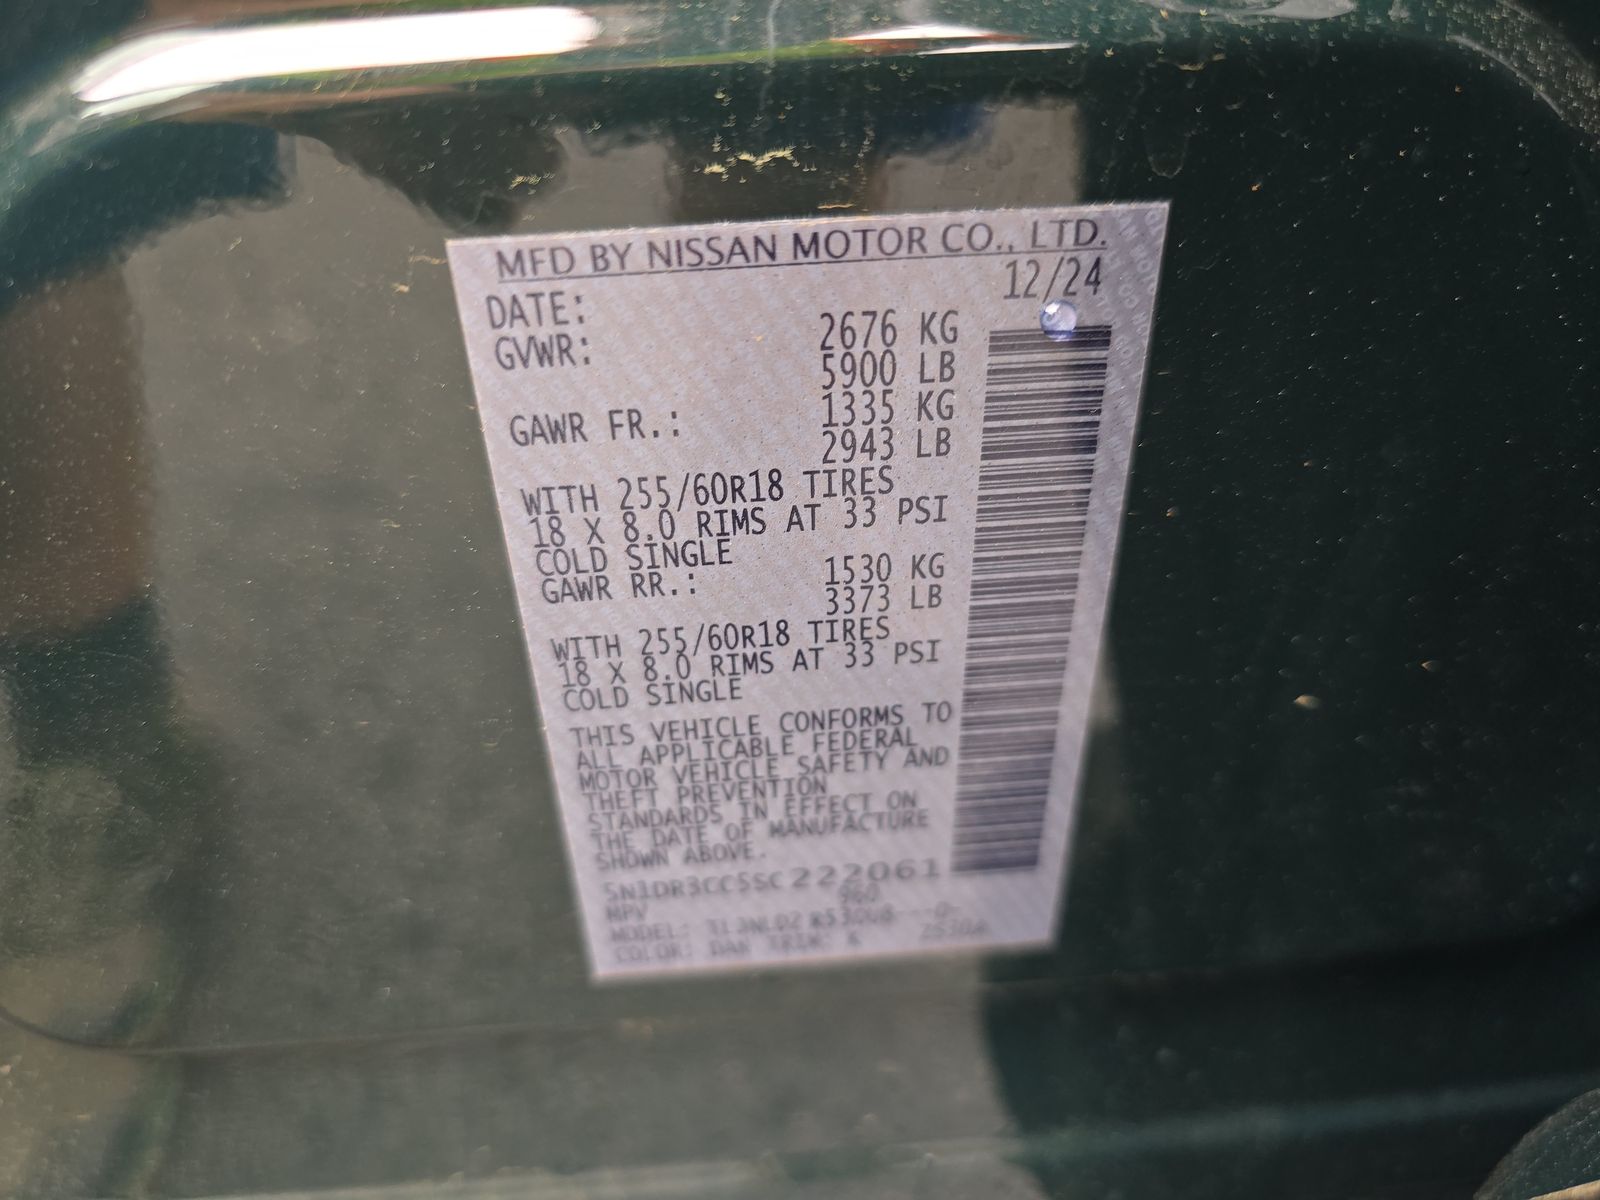 MFD BY NISSAN MOTOR CO., LTD.
DATE: 12/24
GVWR: 2676 KG
5900 LB
GAWR FR.: 1335 KG
2943 LB
WITH 255/60R18 TIRES
18 X 8.0 RIMS AT 33 PSI
COLD SINGLE
GAWR RR.: 1530 KG
3373 LB
WITH 255/60R18 TIRES
18 X 8.0 RIMS AT 33 PSI
COLD SINGLE
THIS VEHICLE CONFORMS TO
ALL APPLICABLE FEDERAL
MOTOR VEHICLE SAFETY AND
THEFT PREVENTION
STANDARDS IN EFFECT ON
THE DATE OF MANUFACTURE
SHOWN ABOVE.
5N1DR3CC5SC222061
MPV 960
MODEL:
COLOR: TRIM: K